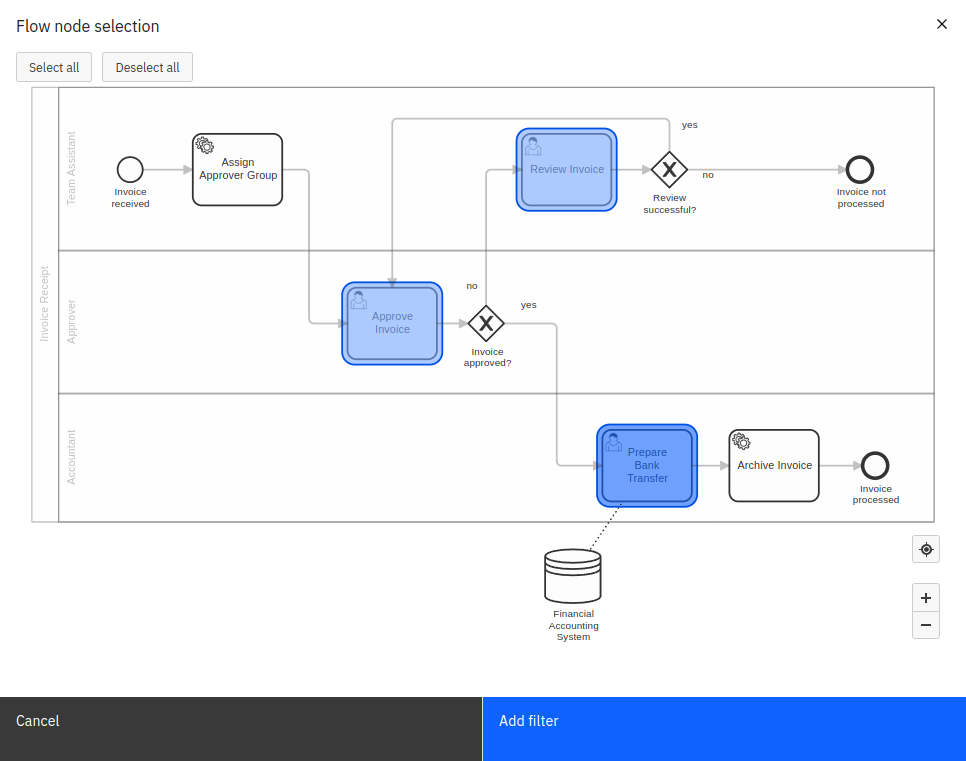 Flow node selection
Select all
Deselect all
Invoice Receipt
Team Assistant
Invoice
received
Assign
Approver Group
Review Invoice
yes
no
Review
successful?
Invoice not
processed
Approver
Approve
Invoice
no
yes
Invoice
approved?
Accountant
Prepare
Bank
Transfer
Archive Invoice
Invoice
processed
Financial
Accounting
System
Cancel
Add filter